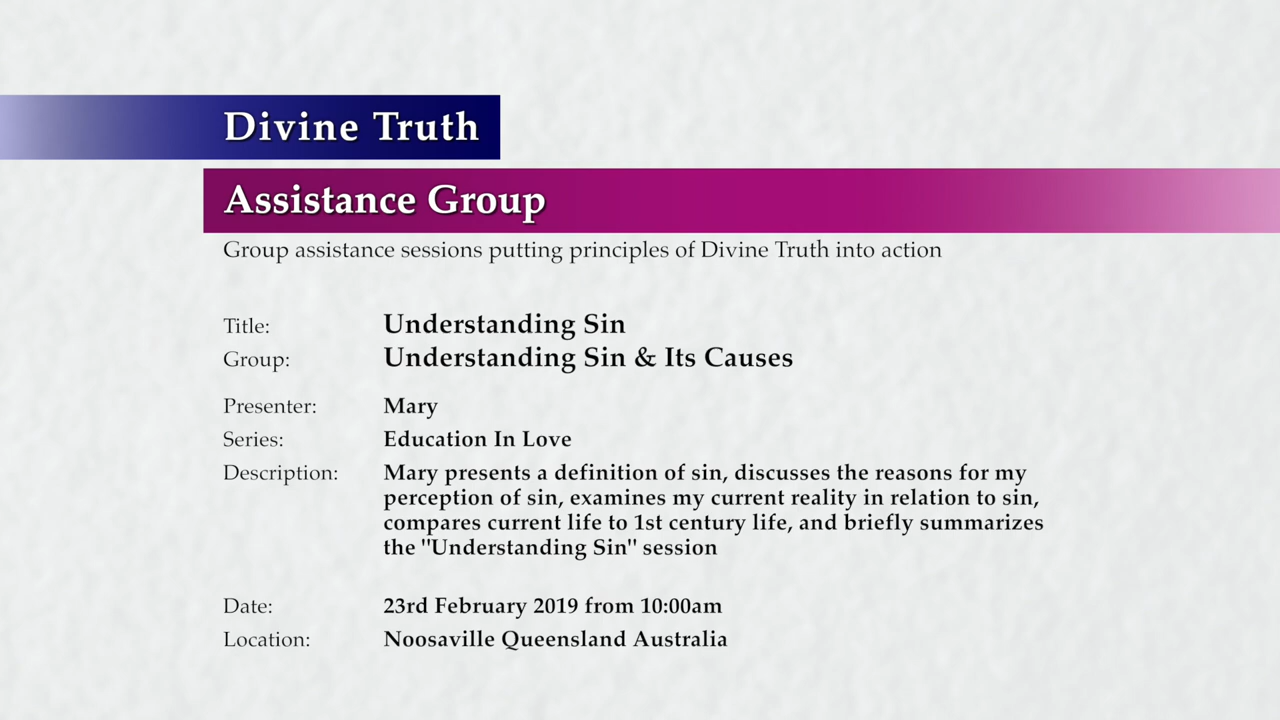 Divine Truth
Assistance Group
Group assistance sessions putting principles of Divine Truth into action
Title: Understanding Sin
Group: Understanding Sin & Its Causes
Presenter: Mary
Series: Education In Love
Description: Mary presents a definition of sin, discusses the reasons for my
perception of sin, examines my current reality in relation to sin,
compares current life to 1st century life, and briefly summarizes
the "Understanding Sin" session
Date: 23rd February 2019 from 10:00am
Location: Noosaville Queensland Australia